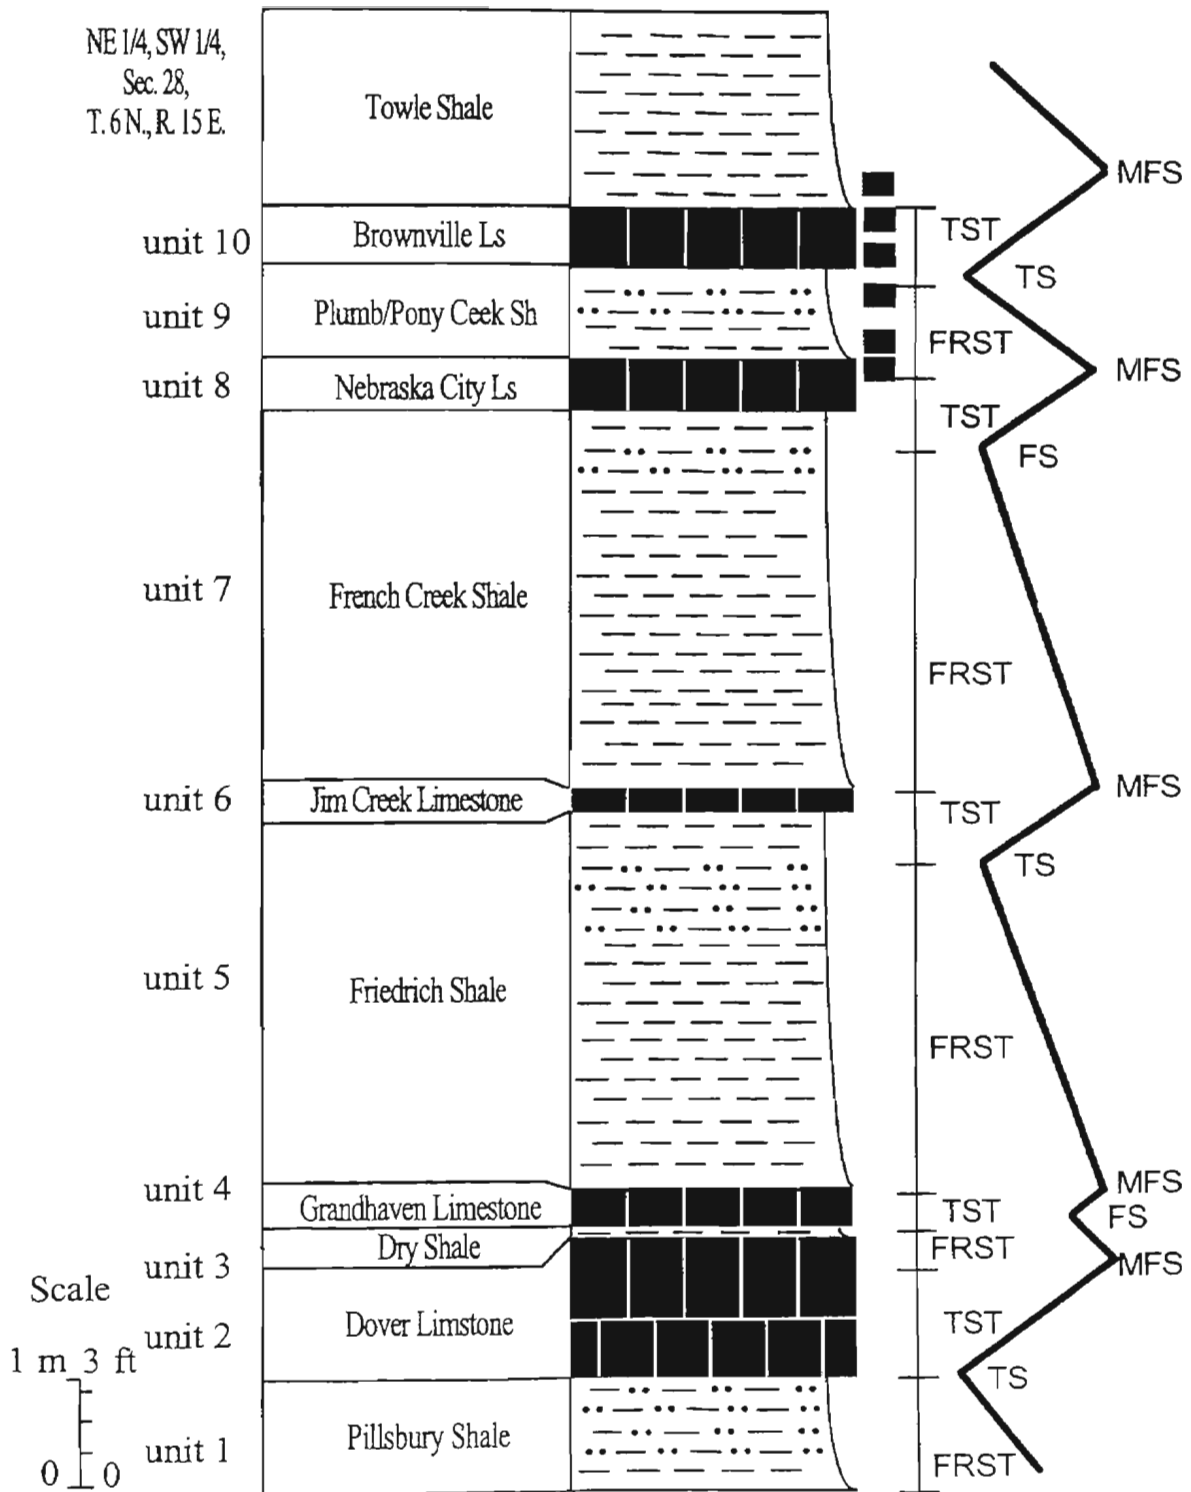 NE 1/4, SW 1/4,
Sec. 28,
T. 6 N., R. 15 E.
Towle Shale
MFS
unit 10
Brownville Ls
TST
TS
unit 9
Plumb/Pony Ceek Sh
FRST
MFS
unit 8
Nebraska City Ls
TST
FS
unit 7
French Creek Shale
FRST
MFS
unit 6
Jim Creek Limestone
TST
TS
unit 5
Friedrich Shale
FRST
MFS
unit 4
Grandhaven Limestone
TST
FS
Dry Shale
FRST
MFS
unit 3
Scale
unit 2
Dover Limstone
TST
1 m 3 ft
TS
unit 1
Pillsbury Shale
FRST
0 0